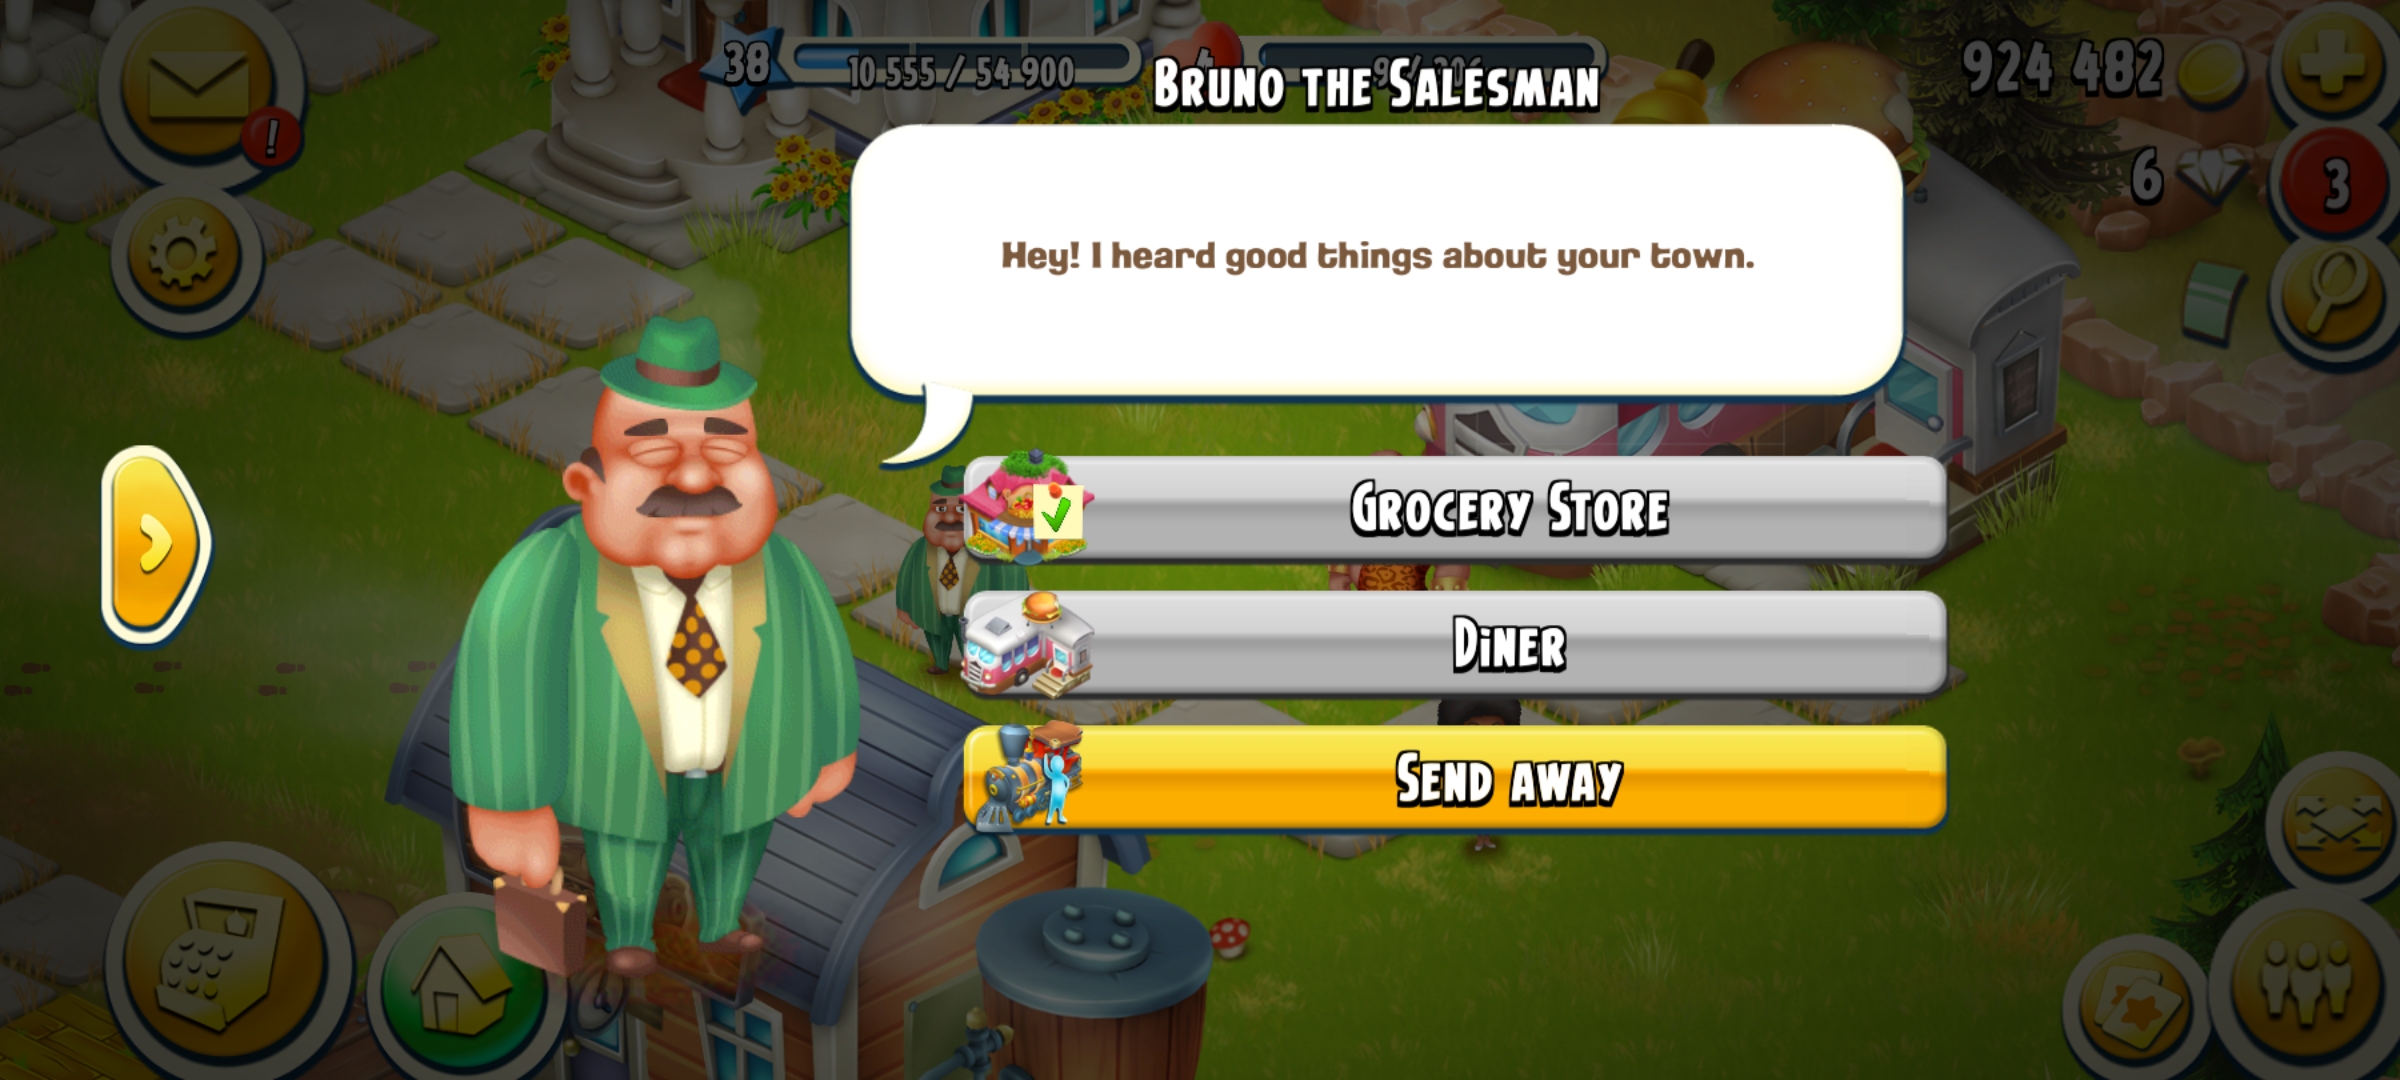 38
10 555 / 54 900
4
924 482
BRUNO THE SALESMAN
6
3
Hey! I heard good things about your town.
GROCERY STORE
DINER
SEND AWAY